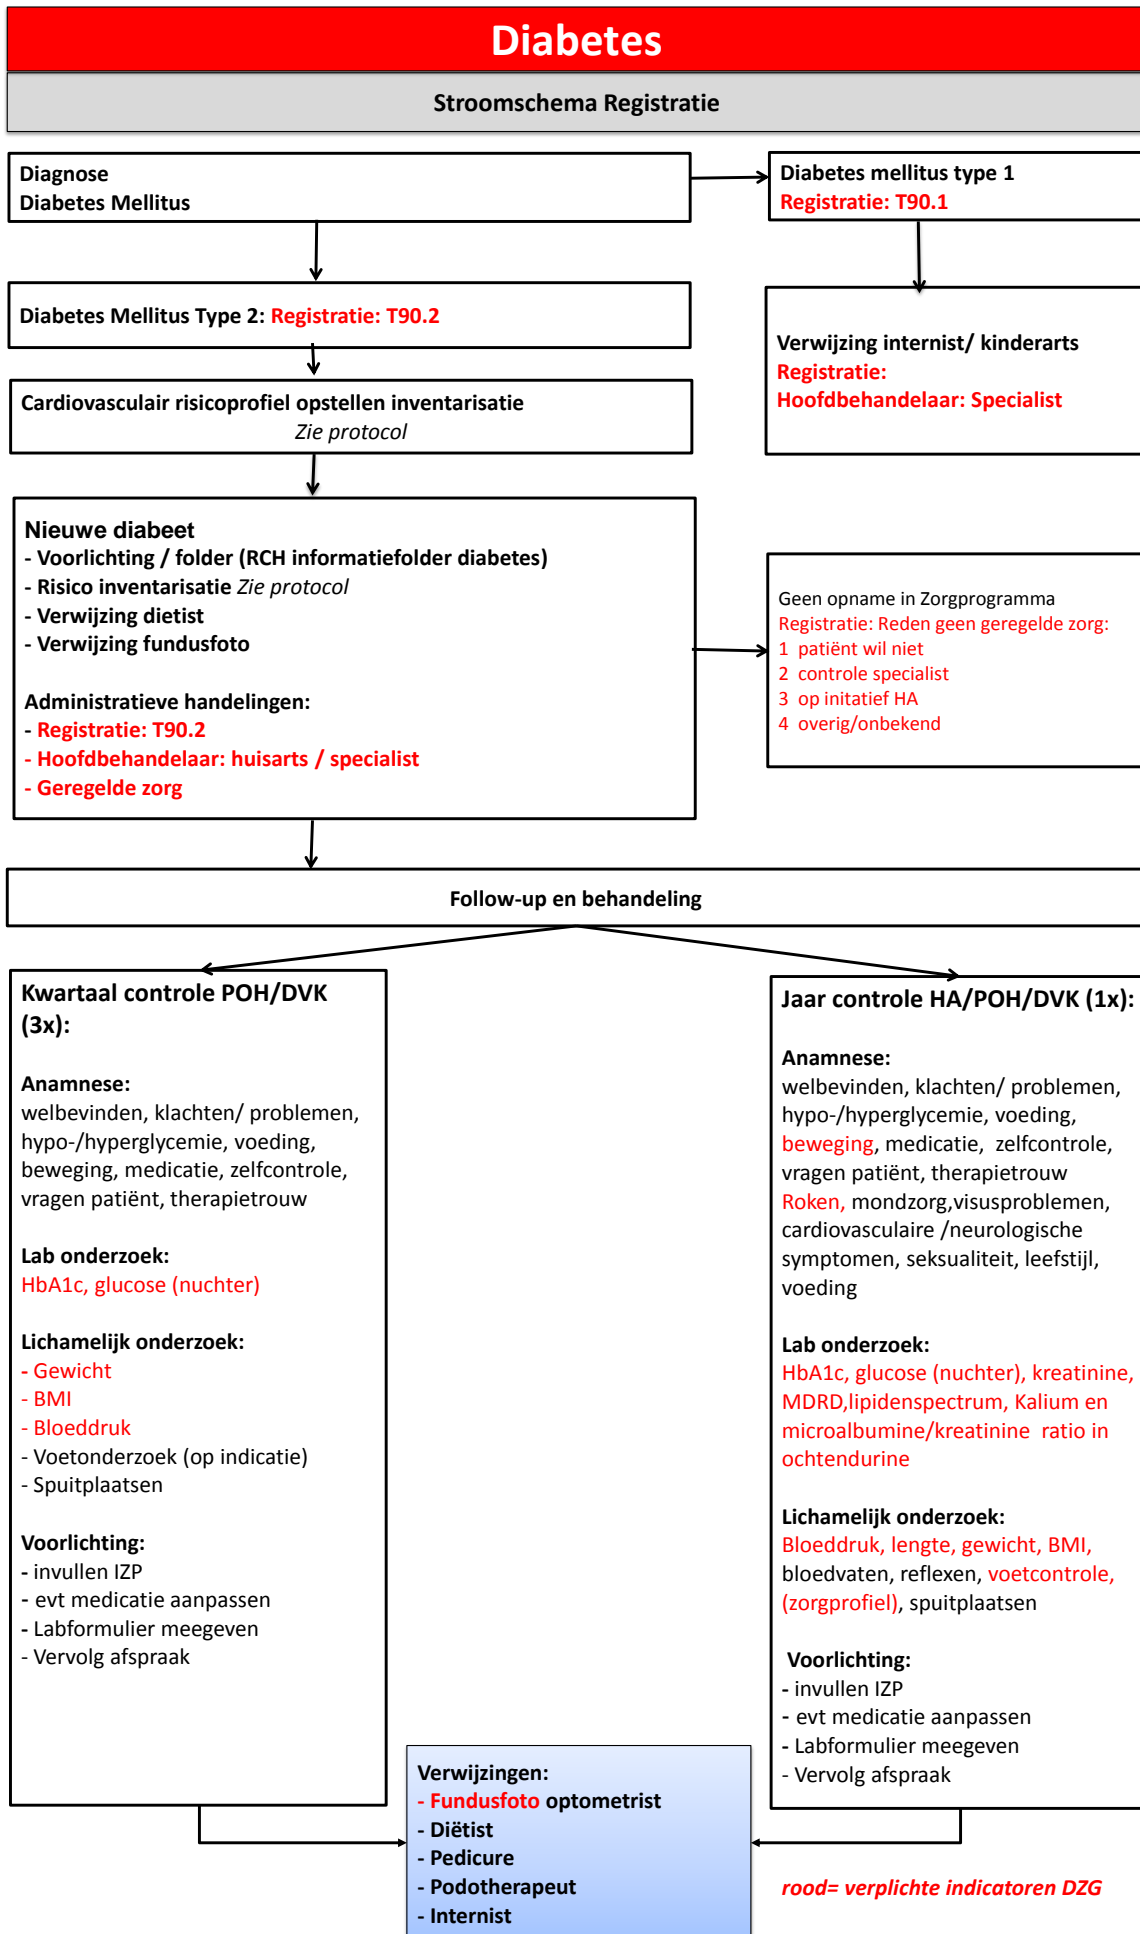 Diabetes
Stroomschema Registratie
Diagnose
Diabetes Mellitus
Diabetes mellitus type 1
Registratie: T90.1
Diabetes Mellitus Type 2: Registratie: T90.2
Verwijzing internist/ kinderarts
Registratie:
Hoofdbehandelaar: Specialist
Cardiovasculair risicoprofiel opstellen inventarisatie
Zie protocol
Nieuwe diabeet
- Voorlichting / folder (RCH informatiefolder diabetes)
- Risico inventarisatie Zie protocol
- Verwijzing dietist
- Verwijzing fundusfoto
Administratieve handelingen:
- Registratie: T90.2
- Hoofdbehandelaar: huisarts / specialist
- Geregelde zorg
Geen opname in Zorgprogramma
Registratie: Reden geen geregelde zorg:
1 patiënt wil niet
2 controle specialist
3 op initatief HA
4 overig/onbekend
Follow-up en behandeling
Kwartaal controle POH/DVK
(3x):
Anamnese:
welbevinden, klachten/ problemen,
hypo-/hyperglycemie, voeding,
beweging, medicatie, zelfcontrole,
vragen patiënt, therapietrouw
Lab onderzoek:
HbA1c, glucose (nuchter)
Lichamelijk onderzoek:
- Gewicht
- BMI
- Bloeddruk
- Voetonderzoek (op indicatie)
- Spuitplaatsen
Voorlichting:
- invullen IZP
- evt medicatie aanpassen
- Labformulier meegeven
- Vervolg afspraak
Jaar controle HA/POH/DVK (1x):
Anamnese:
welbevinden, klachten/ problemen,
hypo-/hyperglycemie, voeding,
beweging, medicatie, zelfcontrole,
vragen patiënt, therapietrouw
Roken, mondzorg,visusproblemen,
cardiovasculaire /neurologische
symptomen, seksualiteit, leefstijl,
voeding
Lab onderzoek:
HbA1c, glucose (nuchter), kreatinine,
MDRD,lipidenspectrum, Kalium en
microalbumine/kreatinine ratio in
ochtendurine
Lichamelijk onderzoek:
Bloeddruk, lengte, gewicht, BMI,
bloedvaten, reflexen, voetcontrole,
(zorgprofiel), spuitplaatsen
Voorlichting:
- invullen IZP
- evt medicatie aanpassen
- Labformulier meegeven
- Vervolg afspraak
Verwijzingen:
- Fundusfoto optometrist
- Diëtist
- Pedicure
- Podotherapeut
- Internist
rood= verplichte indicatoren DZG